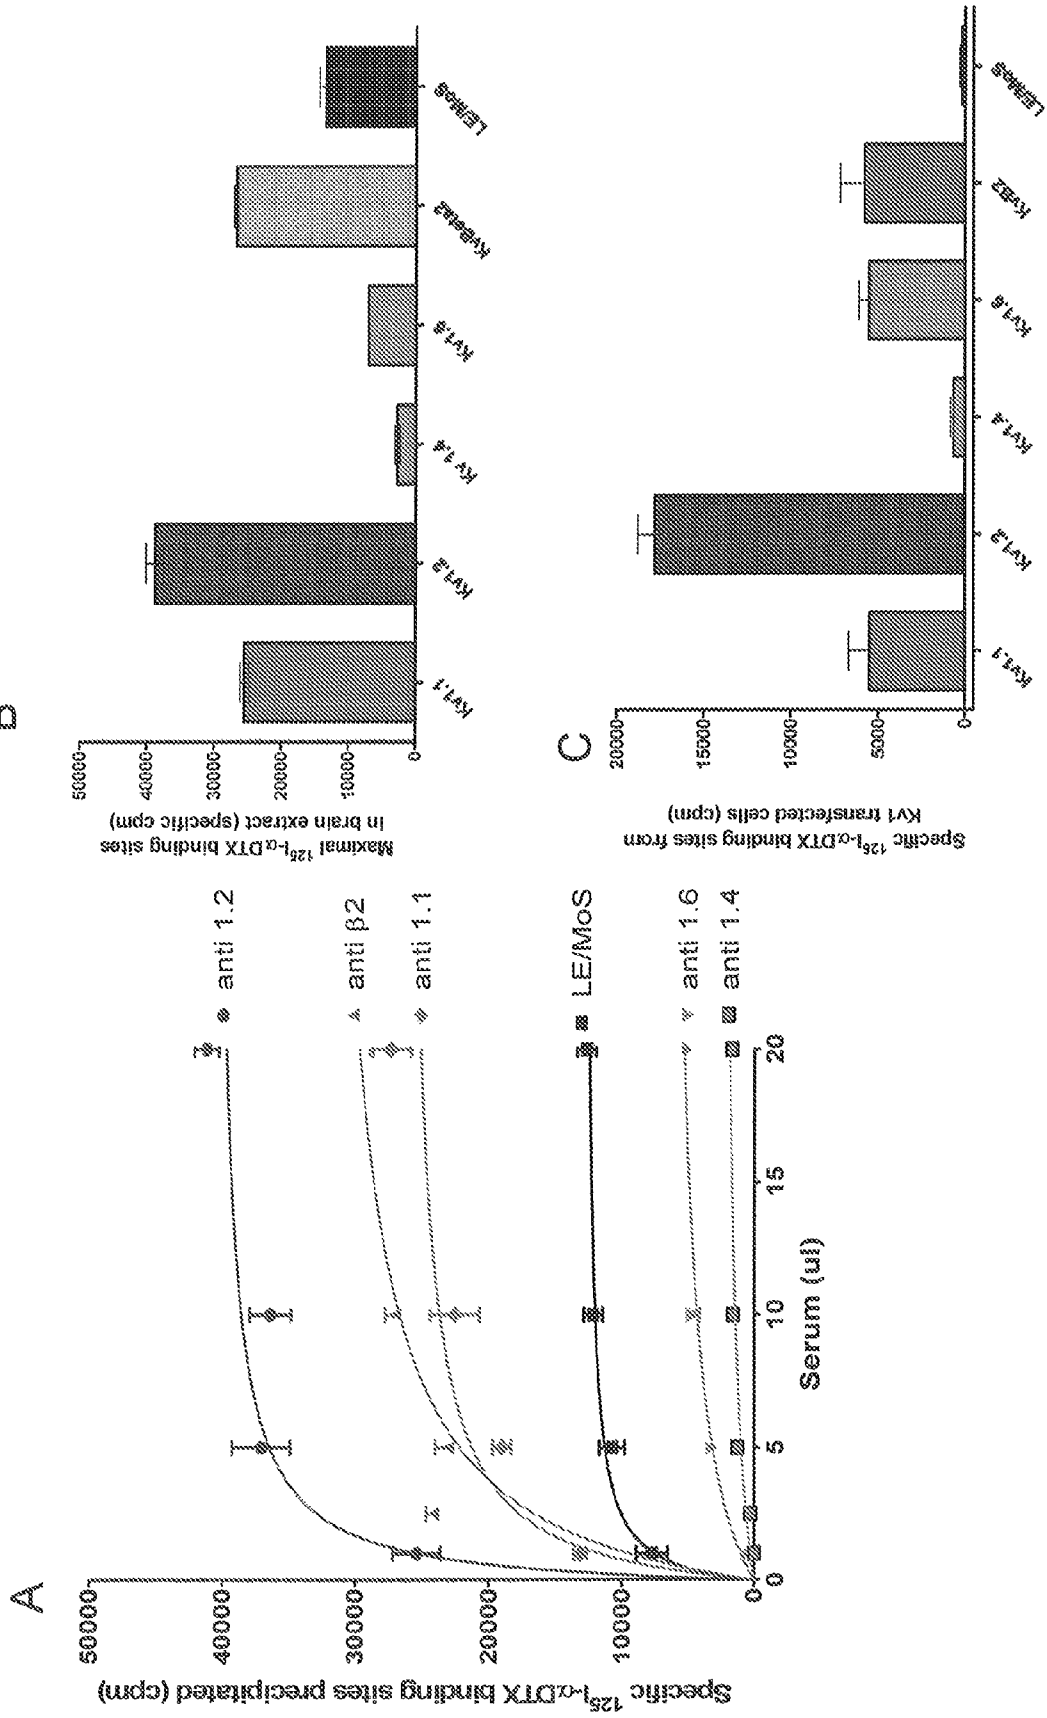 A
Specific ¹²⁵I-αDTX binding sites precipitated (cpm)
50000
40000
30000
20000
10000
0
0
5
10
15
20
Serum (ul)
anti 1.2
anti β2
anti 1.1
LE/MoS
anti 1.6
anti 1.4
B
Maximal ¹²⁵I-αDTX binding sites
in brain extract (specific cpm)
50000
40000
30000
20000
10000
0
Kv1.1
Kv1.2
Kv 1.4
Kv1.6
KvBeta2
LE/MoS
C
Specific ¹²⁵I-αDTX binding sites from
Kv1 transfected cells (cpm)
20000
15000
10000
5000
0
Kv1.1
Kv1.2
Kv1.4
Kv1.6
KvB2
LE/MoS